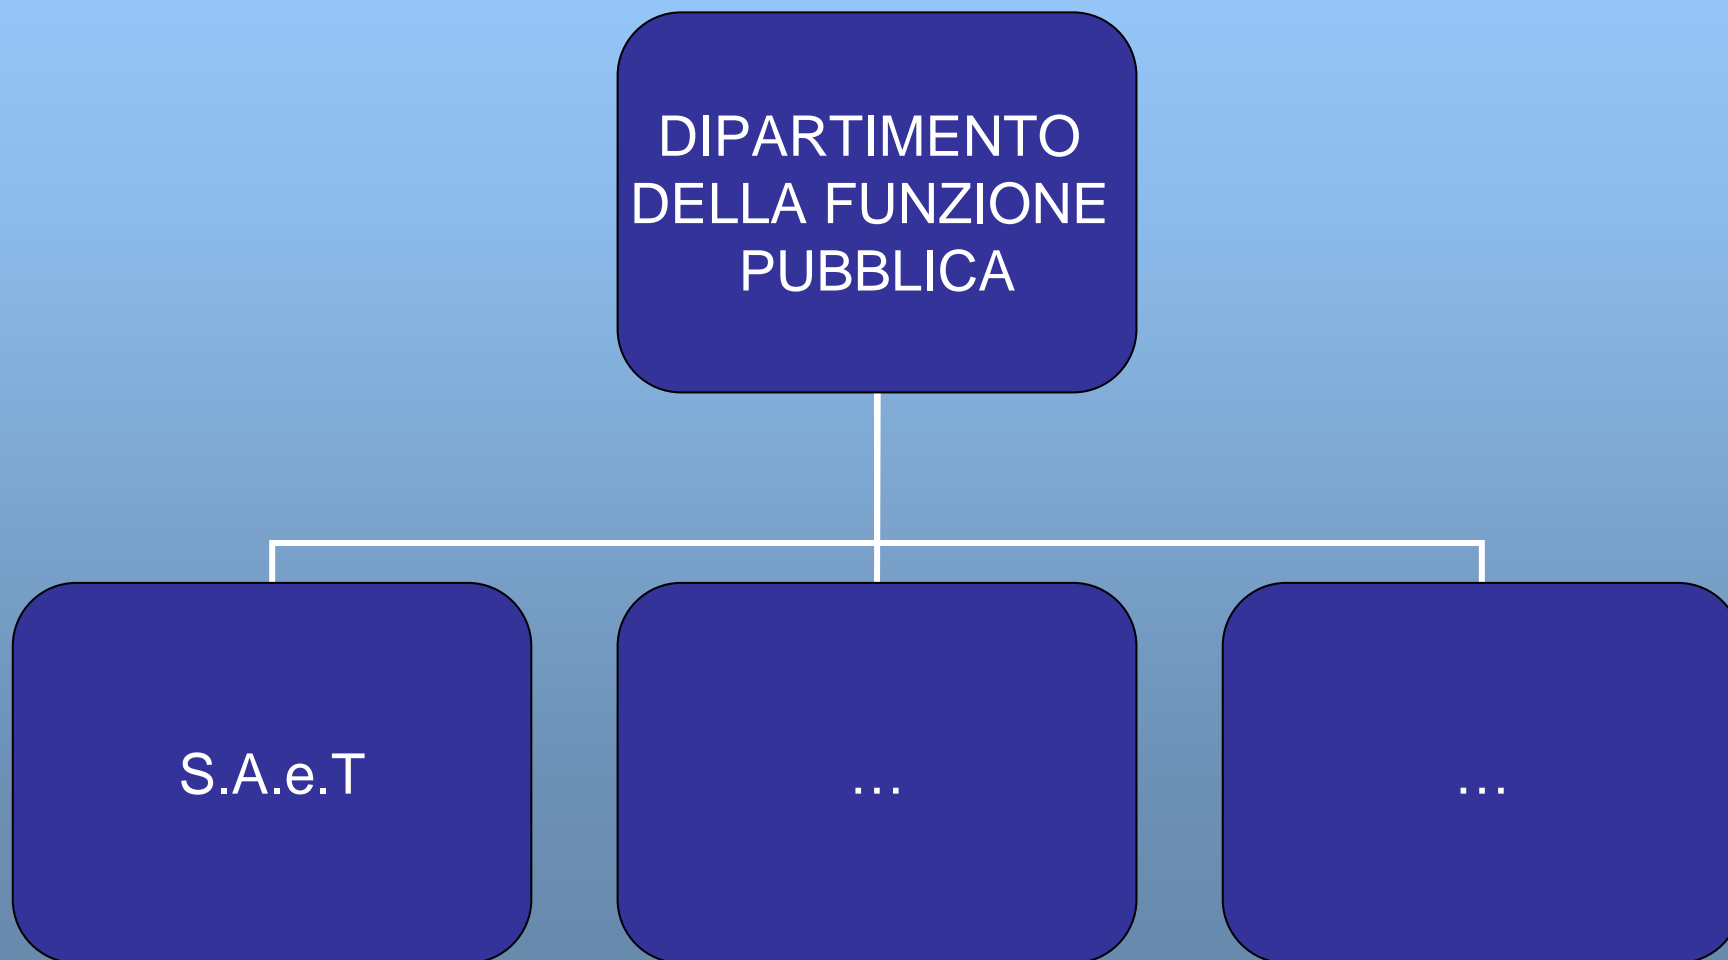 DIPARTIMENTO
DELLA FUNZIONE
PUBBLICA
S.A.e.T
...
...